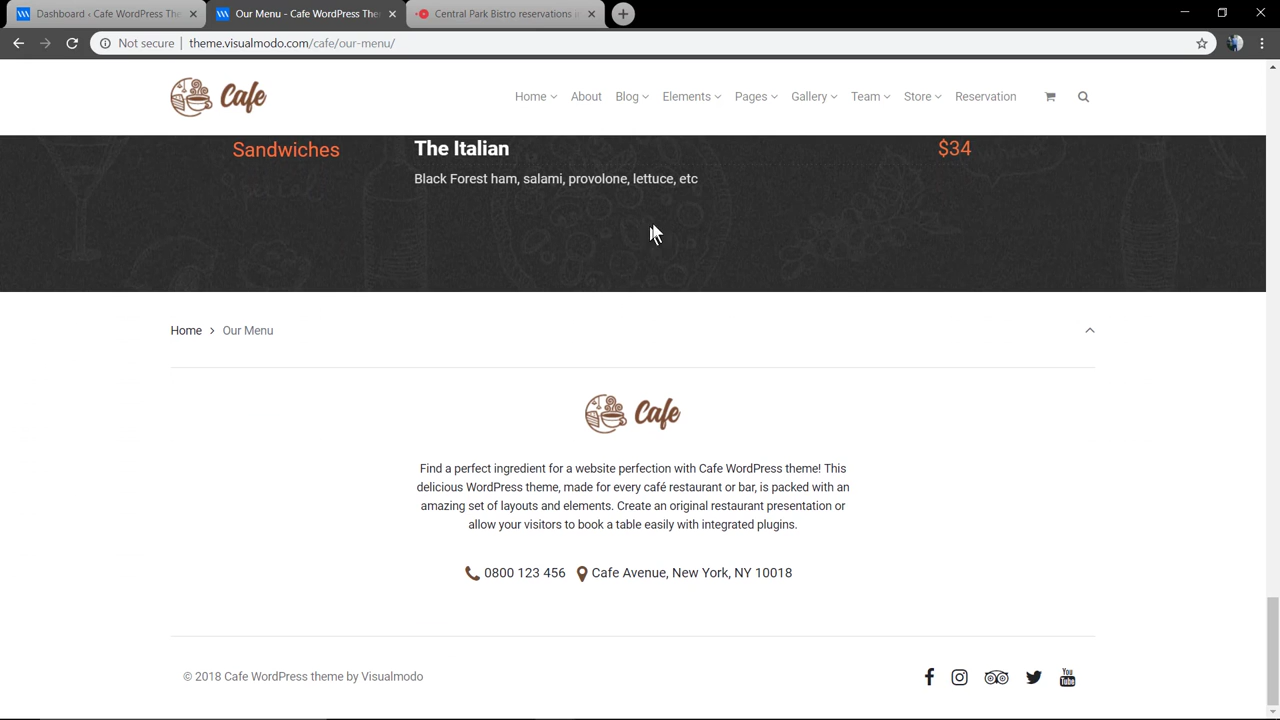 Dashboard ‹ Cafe WordPress The
Our Menu - Cafe WordPress The
Central Park Bistro reservations i
Not secure
theme.visualmodo.com/cafe/our-menu/
Cafe
Home
About
Blog
Elements
Pages
Gallery
Team
Store
Reservation
Sandwiches
The Italian
$34
Black Forest ham, salami, provolone, lettuce, etc
Special
Home > Our Menu
Cafe
Find a perfect ingredient for a website perfection with Cafe WordPress theme! This
delicious WordPress theme, made for every café restaurant or bar, is packed with an
amazing set of layouts and elements. Create an original restaurant presentation or
allow your visitors to book a table easily with integrated plugins.
0800 123 456
Cafe Avenue, New York, NY 10018
© 2018 Cafe WordPress theme by Visualmodo
You
Tube